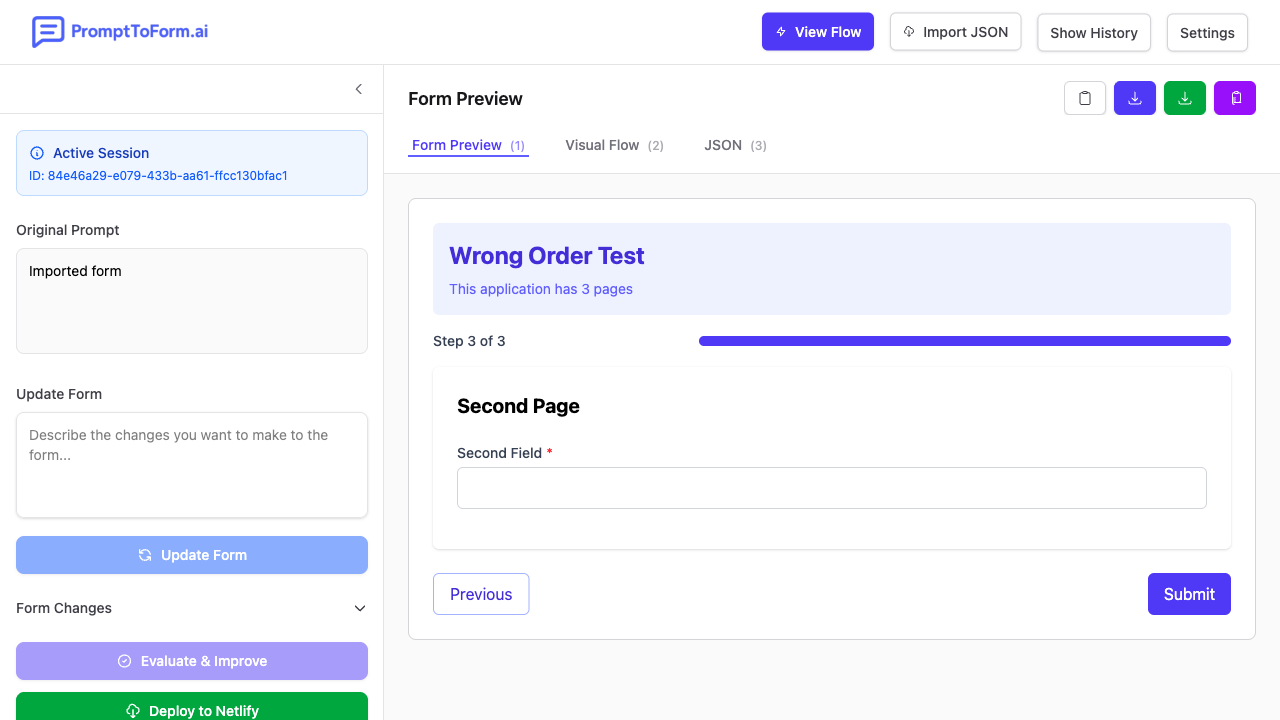 PromptToForm.ai
View Flow
Import JSON
Show History
Settings
Active Session
ID: 84e46a29-e079-433b-aa61-ffcc130bfac1
Original Prompt
Imported form
Update Form
Describe the changes you want to make to the
form...
Update Form
Form Changes
Evaluate & Improve
Deploy to Netlify
Form Preview
Form Preview (1)
Visual Flow (2)
JSON (3)
Wrong Order Test
This application has 3 pages
Step 3 of 3
Second Page
Second Field *
Previous
Submit